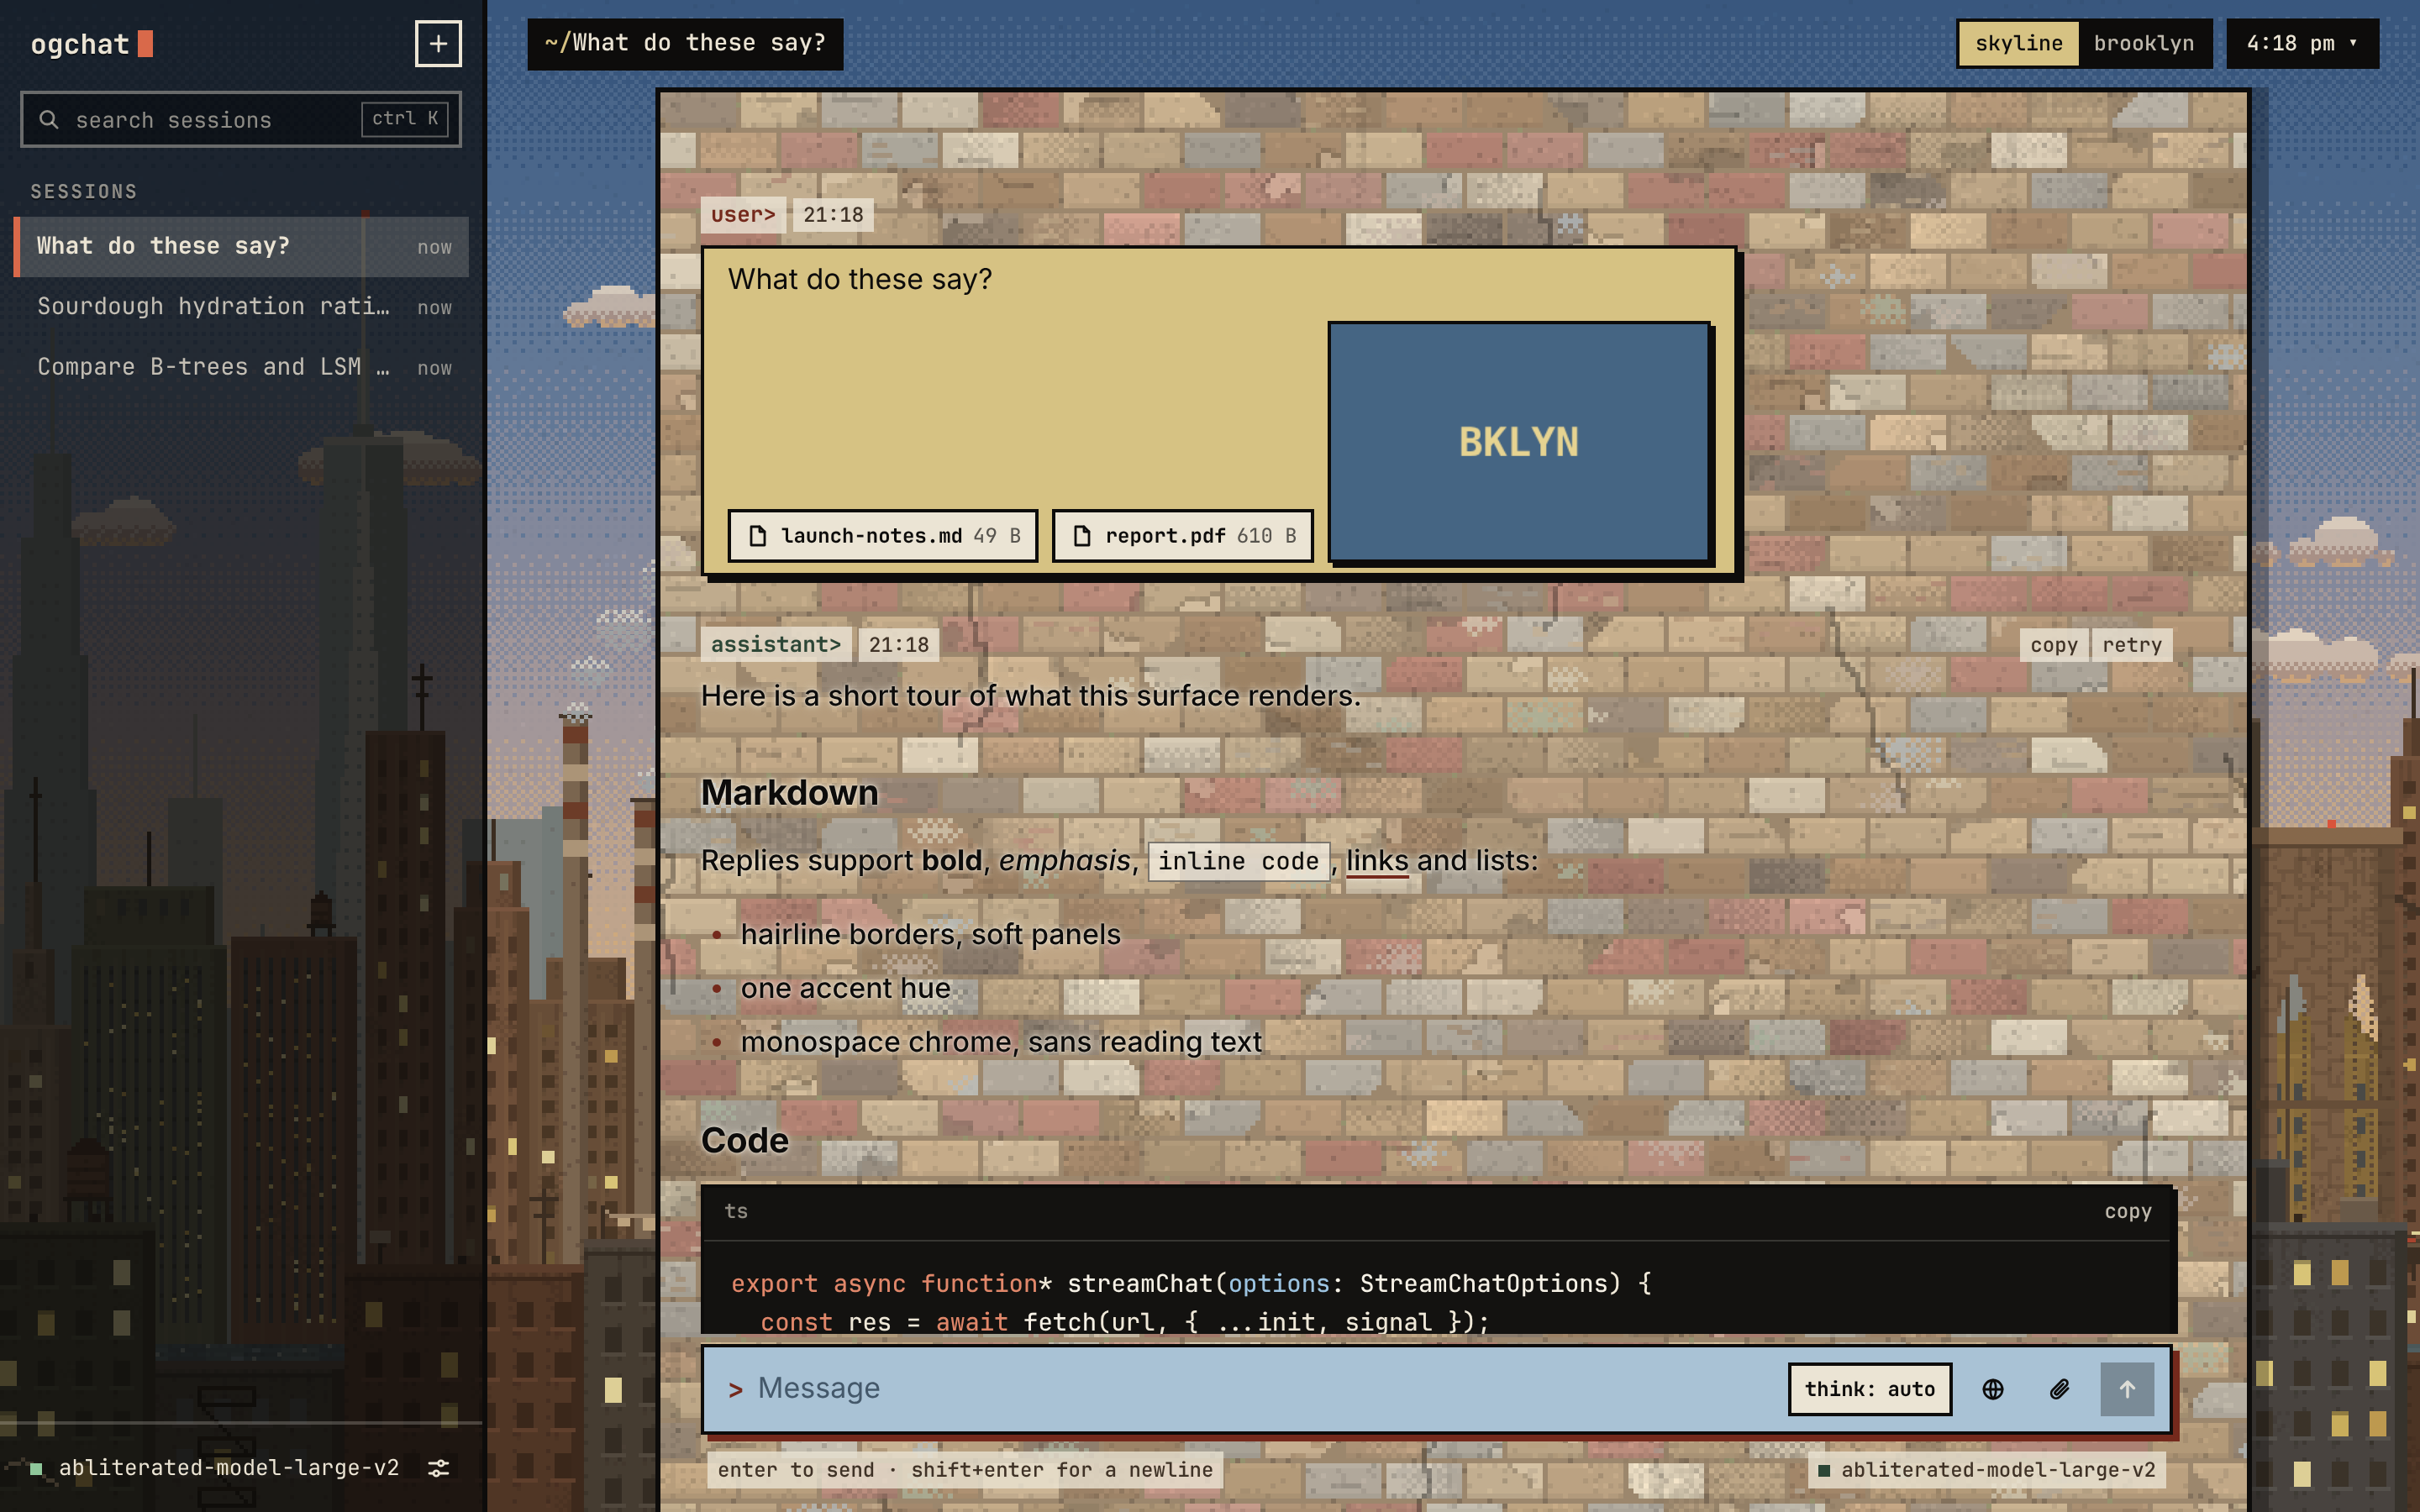 ogchat
+
search sessions ctrl K
SESSIONS
What do these say? now
Sourdough hydration rati… now
Compare B-trees and LSM … now
abliterated-model-large-v2
~/What do these say?
skyline brooklyn 4:18 pm ▾
user> 21:18
What do these say?
BKLYN
launch-notes.md 49 B report.pdf 610 B
assistant> 21:18 copy retry
Here is a short tour of what this surface renders.
Markdown
Replies support bold, emphasis, inline code, links and lists:
• hairline borders, soft panels
• one accent hue
• monospace chrome, sans reading text
Code
ts copy
export async function* streamChat(options: StreamChatOptions) {
const res = await fetch(url, { ...init, signal });
> Message think: auto
enter to send · shift+enter for a newline abliterated-model-large-v2